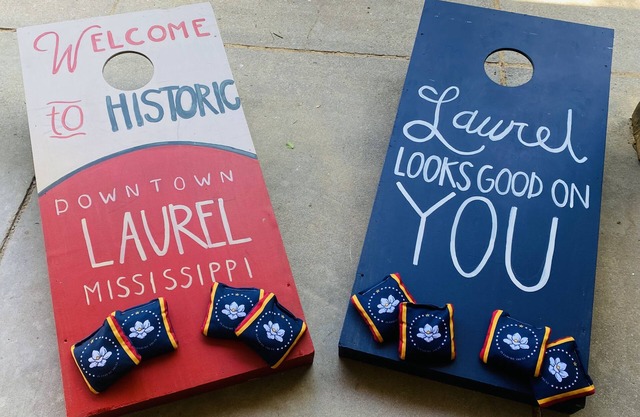 WELCOME
to HISTORIC
DOWNTOWN
LAUREL
MISSISSIPPI
Laurel
LOOKS GOOD ON
YOU